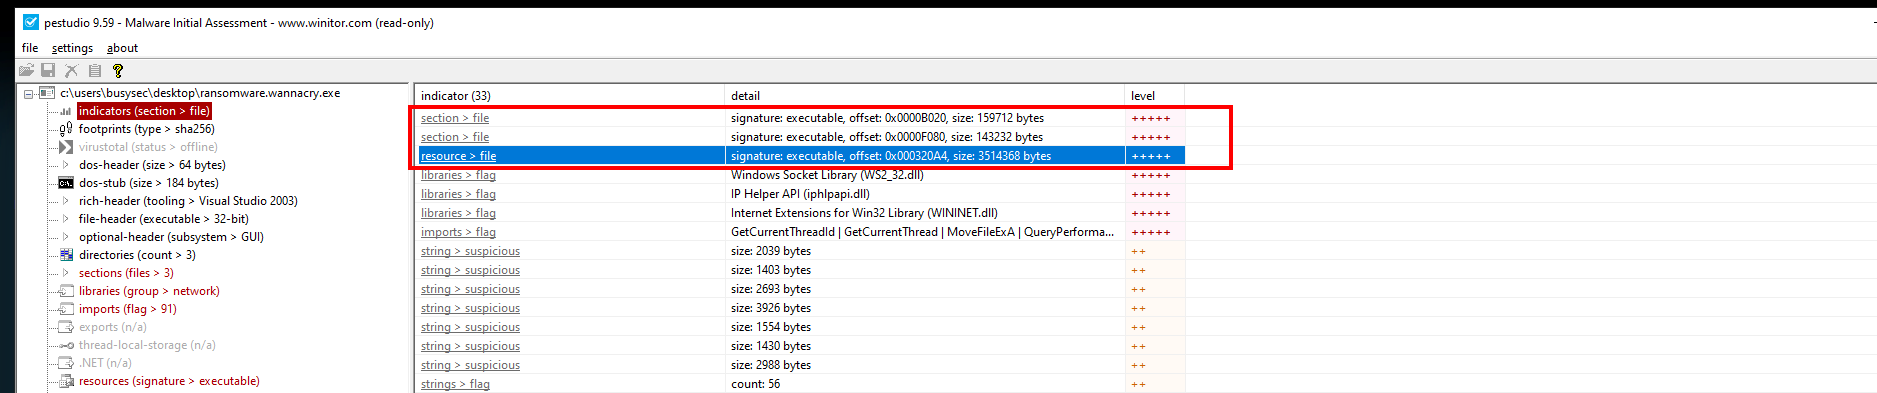 pestudio 9.59 - Malware Initial Assessment - www.winitor.com (read-only)
file settings about
c:\users\busysec\desktop\ransomware.wannacry.exe
indicators (section > file)
footprints (type > sha256)
virustotal (status > offline)
dos-header (size > 64 bytes)
dos-stub (size > 184 bytes)
rich-header (tooling > Visual Studio 2003)
file-header (executable > 32-bit)
optional-header (subsystem > GUI)
directories (count > 3)
sections (files > 3)
libraries (group > network)
imports (flag > 91)
exports (n/a)
thread-local-storage (n/a)
.NET (n/a)
resources (signature > executable)
indicator (33) detail level
section > file signature: executable, offset: 0x0000B020, size: 159712 bytes +++++
section > file signature: executable, offset: 0x0000F080, size: 143232 bytes +++++
resource > file signature: executable, offset: 0x000320A4, size: 3514368 bytes +++++
libraries > flag Windows Socket Library (WS2_32.dll) +++++
libraries > flag IP Helper API (iphlpapi.dll) +++++
libraries > flag Internet Extensions for Win32 Library (WININET.dll) +++++
imports > flag GetCurrentThreadId | GetCurrentThread | MoveFileExA | QueryPerforma... +++++
string > suspicious size: 2039 bytes ++
string > suspicious size: 1403 bytes ++
string > suspicious size: 2693 bytes ++
string > suspicious size: 3926 bytes ++
string > suspicious size: 1554 bytes ++
string > suspicious size: 1430 bytes ++
string > suspicious size: 2988 bytes ++
strings > flag count: 56 ++